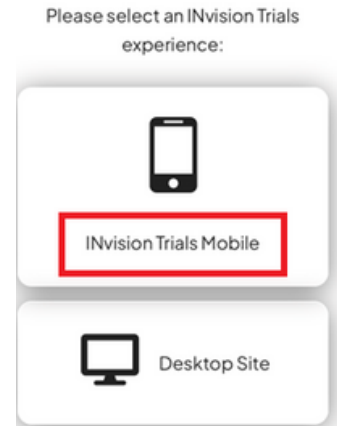 Please select an INvision Trials
experience:
INvision Trials Mobile
Desktop Site